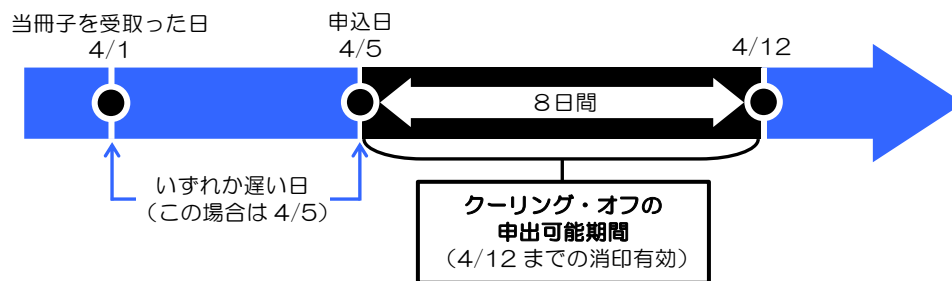 当冊子を受取った日
4/1
申込日
4/5
4/12
8日間
いずれか遅い日
（この場合は 4/5）
クーリング・オフの
申出可能期間
（4/12 までの消印有効）